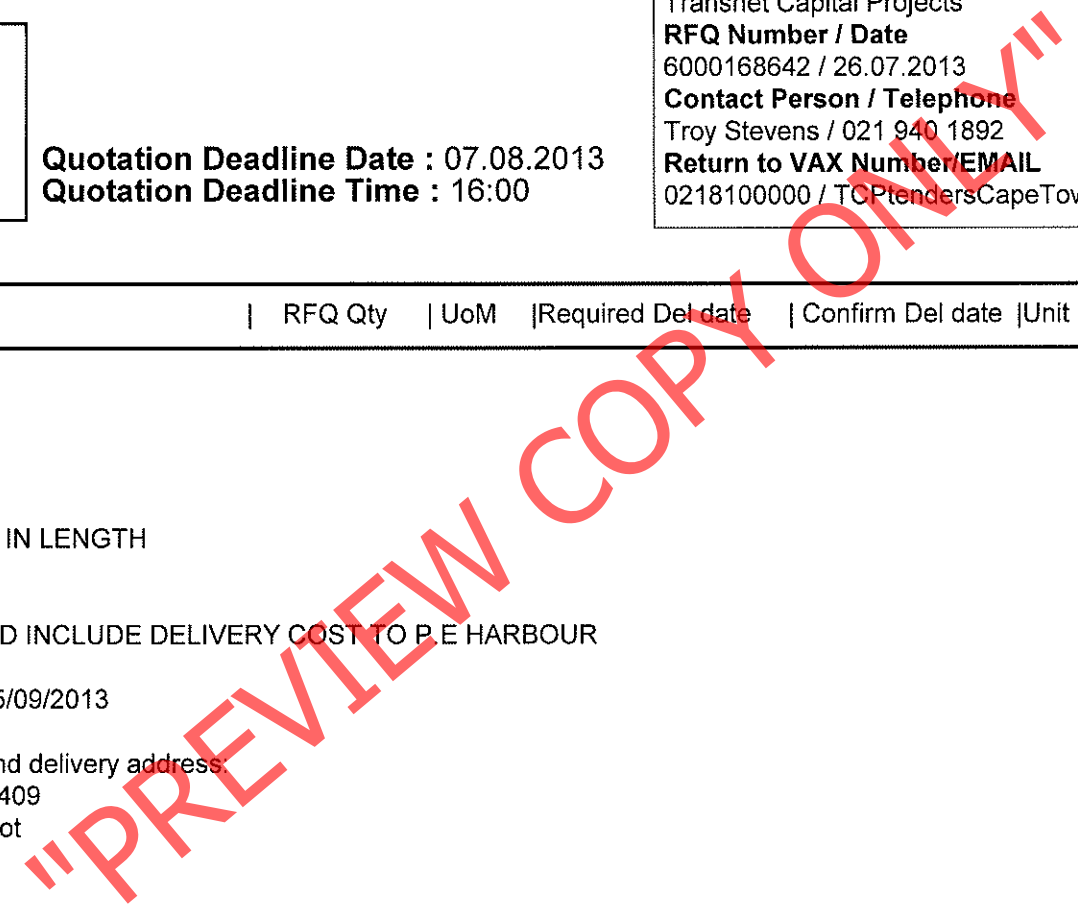 Transnet Capital Projects
RFQ Number / Date
6000168642 / 26.07.2013
Contact Person / Telephone
Troy Stevens / 021 940 1892
Quotation Deadline Date : 07.08.2013
Return to VAX Number/EMAIL
Quotation Deadline Time : 16:00
0218100000 / TCPtendersCapeTow
| RFQ Qty | UoM |Required Del date | Confirm Del date |Unit
IN LENGTH
D INCLUDE DELIVERY COST TO P.E HARBOUR
5/09/2013
nd delivery address:
409
ot
"PREVIEW COPY ONLY"